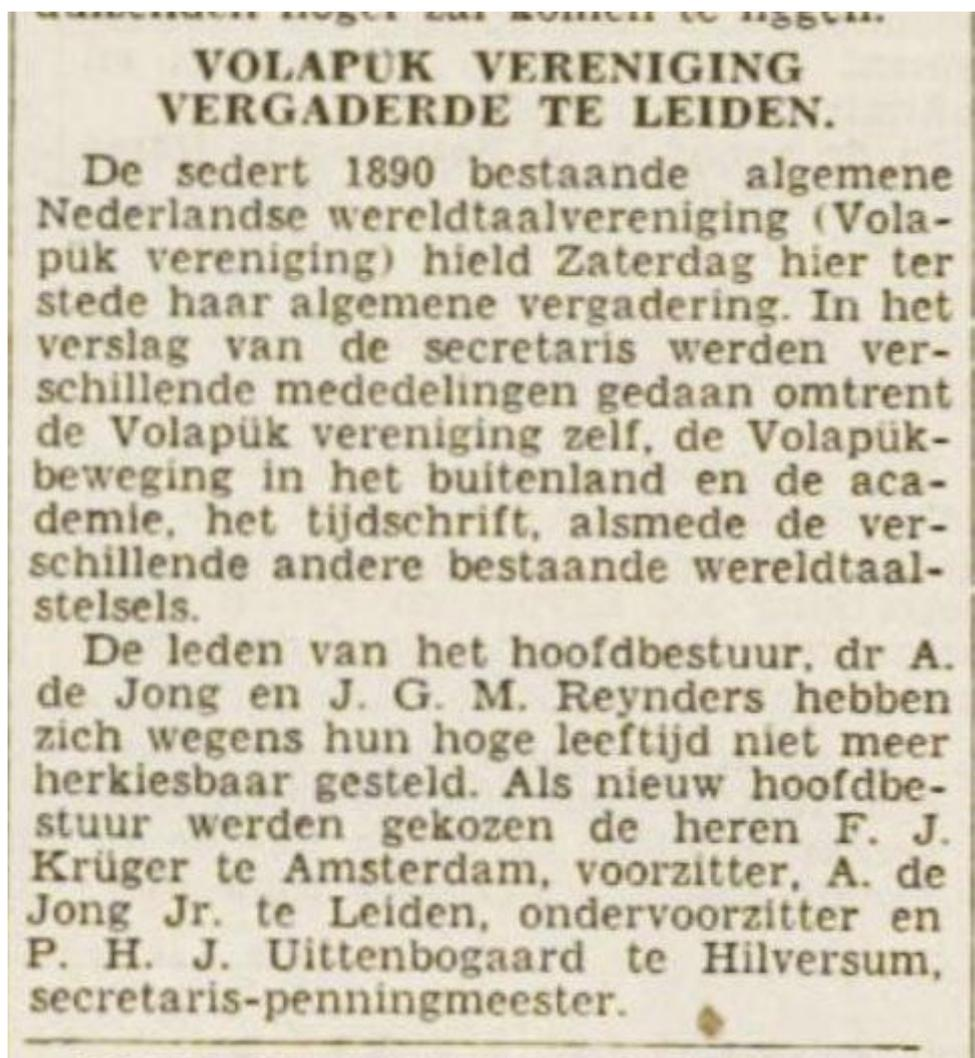 VOLAPÜK VERENIGING
VERGADERDE TE LEIDEN.
De sedert 1890 bestaande algemene
Nederlandse wereldtaalvereniging (Vola-
pük vereniging) hield Zaterdag hier ter
stede haar algemene vergadering. In het
verslag van de secretaris werden ver-
schillende mededelingen gedaan omtrent
de Volapük vereniging zelf, de Volapük-
beweging in het buitenland en de aca-
demie, het tijdschrift, alsmede de ver-
schillende andere bestaande wereldtaal-
stelsels.
De leden van het hoofdbestuur, dr A.
de Jong en J. G. M. Reynders hebben
zich wegens hun hoge leeftijd niet meer
herkiesbaar gesteld. Als nieuw hoofdbe-
stuur werden gekozen de heren F. J.
Krüger te Amsterdam, voorzitter, A. de
Jong Jr. te Leiden, ondervoorzitter en
P. H. J. Uittenbogaard te Hilversum,
secretaris-penningmeester.